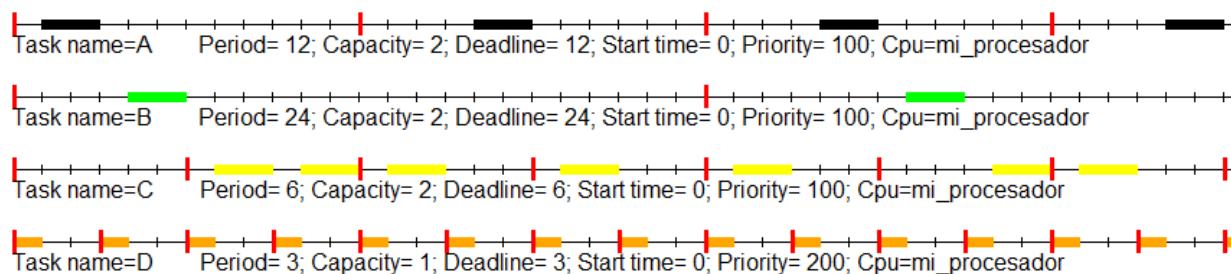 Task name=A Period= 12; Capacity= 2; Deadline= 12; Start time= 0; Priority= 100; Cpu=mi_procesador
Task name=B Period= 24; Capacity= 2; Deadline= 24; Start time= 0; Priority= 100; Cpu=mi_procesador
Task name=C Period= 6; Capacity= 2; Deadline= 6; Start time= 0; Priority= 100; Cpu=mi_procesador
Task name=D Period= 3; Capacity= 1; Deadline= 3; Start time= 0; Priority= 200; Cpu=mi_procesador